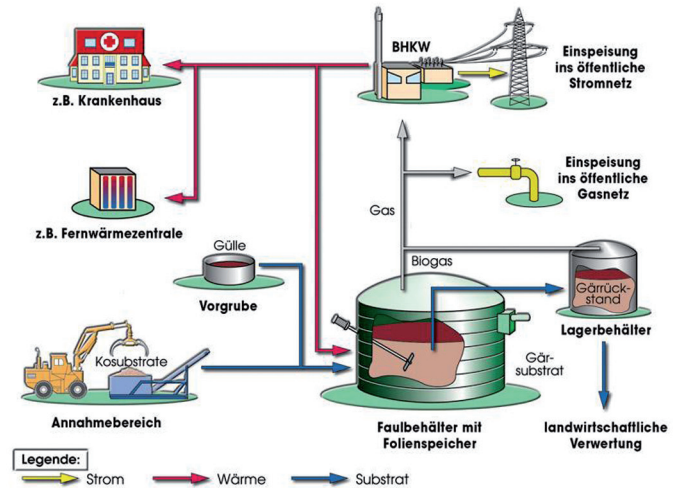 BHKW
Einspeisung
ins öffentliche
Stromnetz
z.B. Krankenhaus
Einspeisung
ins öffentliche
Gasnetz
Gas
z.B. Fernwärmezentrale
Gülle
Biogas
Vorgrube
Gärrück-
stand
Lagerbehälter
Kosubstrate
Gär-
substrat
Annahmebereich
Faulbehälter mit
Folienspeicher
landwirtschaftliche
Verwertung
Legende:
Strom
Wärme
Substrat